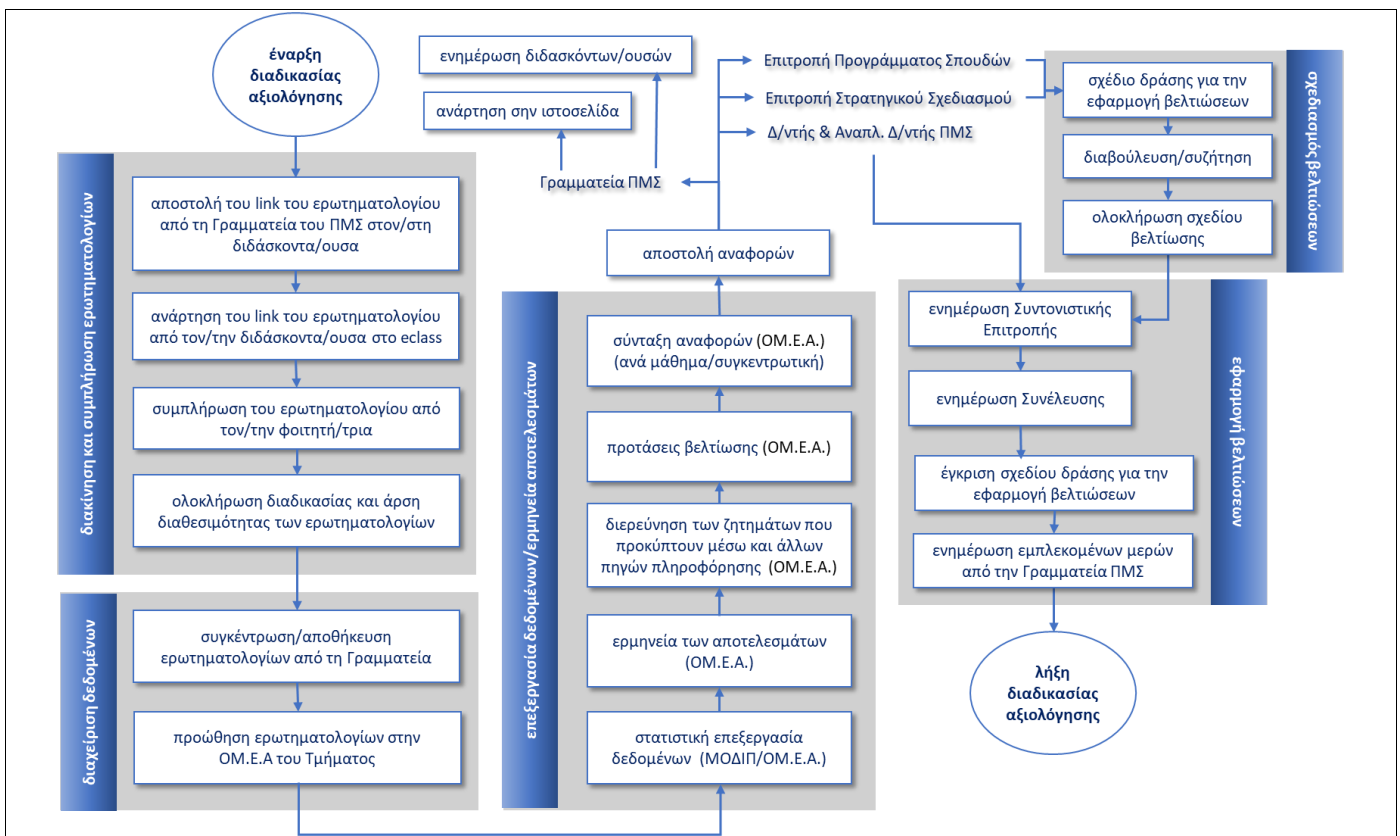 έναρξη
διαδικασίας
αξιολόγησης
διακίνηση και συμπλήρωση ερωτηματολογίων
αποστολή του link του ερωτηματολογίου
από τη Γραμματεία του ΠΜΣ στον/στη
διδάσκοντα/ουσα
ανάρτηση του link του ερωτηματολογίου
από τον/την διδάσκοντα/ουσα στο eclass
συμπλήρωση του ερωτηματολογίου από
τον/την φοιτητή/τρια
ολοκλήρωση διαδικασίας και άρση
διαθεσιμότητας των ερωτηματολογίων
διαχείριση δεδομένων
συγκέντρωση/αποθήκευση
ερωτηματολογίων από τη Γραμματεία
προώθηση ερωτηματολογίων στην
ΟΜ.Ε.Α του Τμήματος
ενημέρωση διδασκόντων/ουσών
ανάρτηση σην ιστοσελίδα
Γραμματεία ΠΜΣ
αποστολή αναφορών
επεξεργασία δεδομένων/ερμηνεία αποτελεσμάτων
σύνταξη αναφορών (ΟΜ.Ε.Α.)
(ανά μάθημα/συγκεντρωτική)
προτάσεις βελτίωσης (ΟΜ.Ε.Α.)
διερεύνηση των ζητημάτων που
προκύπτουν μέσω και άλλων
πηγών πληροφόρησης (ΟΜ.Ε.Α.)
ερμηνεία των αποτελεσμάτων
(ΟΜ.Ε.Α.)
στατιστική επεξεργασία
δεδομένων (ΜΟΔΙΠ/ΟΜ.Ε.Α.)
Επιτροπή Προγράμματος Σπουδών
Επιτροπή Στρατηγικού Σχεδιασμού
Δ/ντής & Αναπλ. Δ/ντής ΠΜΣ
σχέδιο δράσης για την
εφαρμογή βελτιώσεων
διαβούλευση/συζήτηση
ολοκλήρωση σχεδίου
βελτίωσης
σχεδιασμός βελτιώσεων
ενημέρωση Συντονιστικής
Επιτροπής
ενημέρωση Συνέλευσης
έγκριση σχεδίου δράσης για την
εφαρμογή βελτιώσεων
ενημέρωση εμπλεκομένων μερών
από την Γραμματεία ΠΜΣ
εφαρμογή βελτιώσεων
λήξη
διαδικασίας
αξιολόγησης